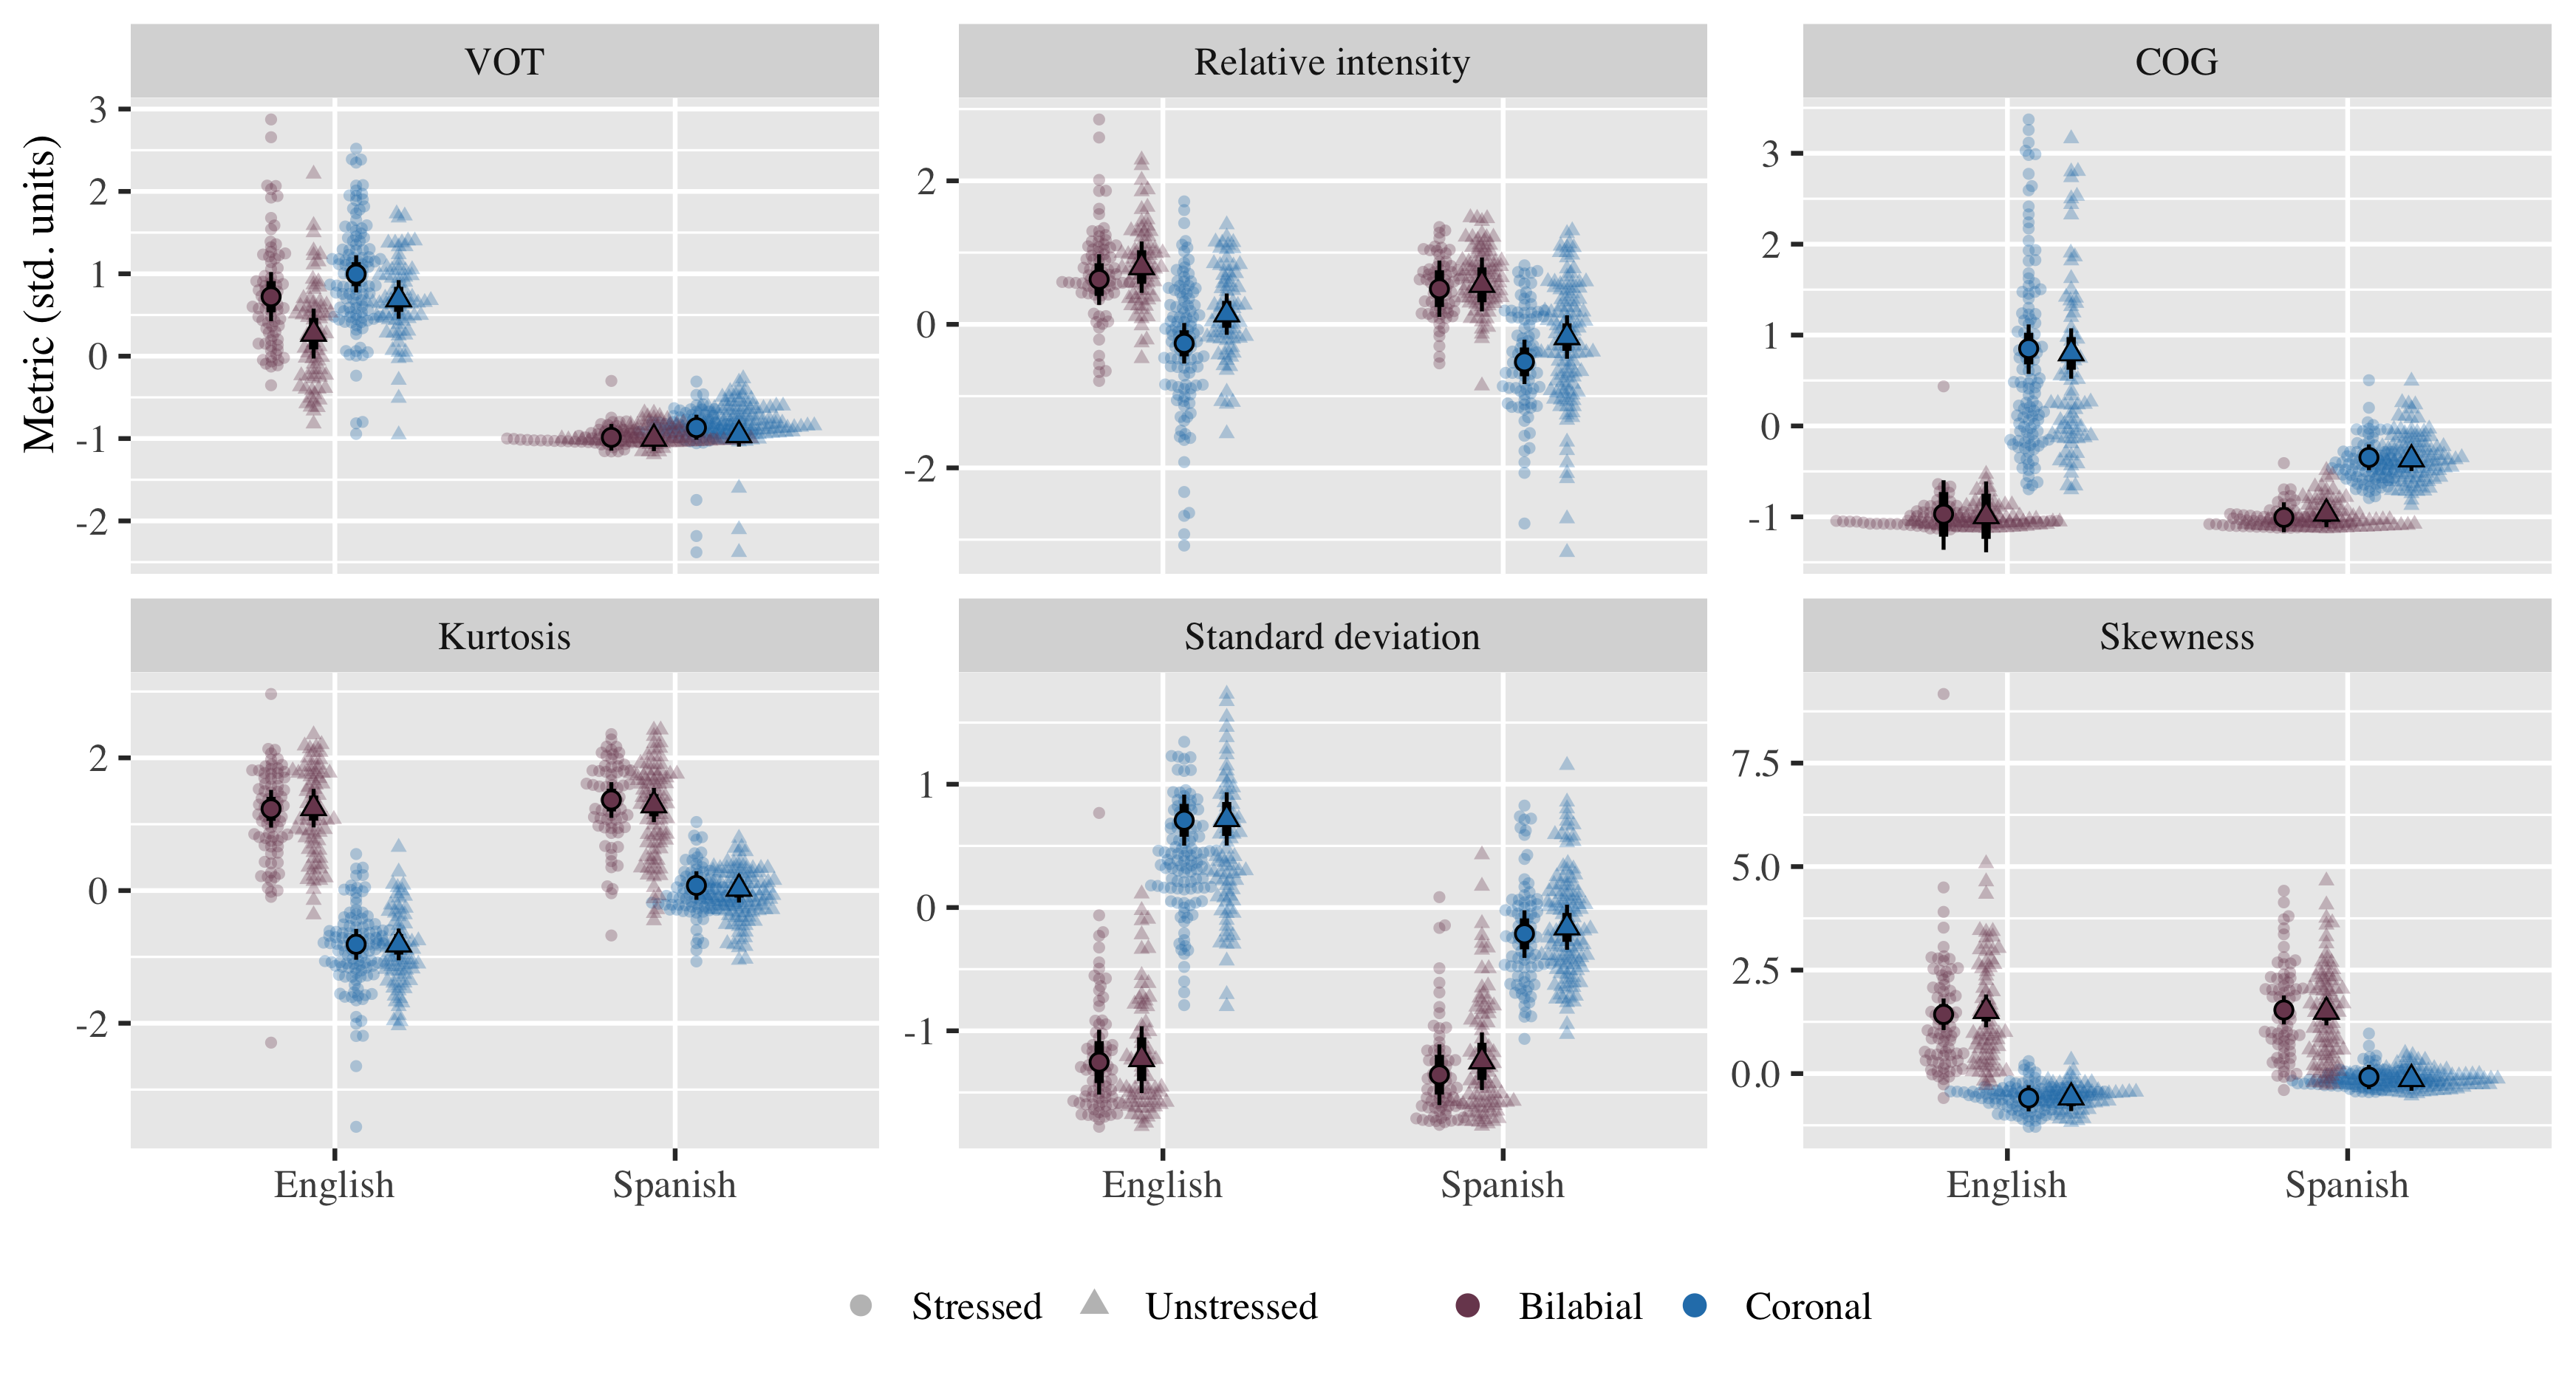 VOT
Relative intensity
COG
Metric (std. units)
3
2
1
0
-1
-2
2
0
-2
3
2
1
0
-1
Kurtosis
Standard deviation
Skewness
2
0
-2
1
0
-1
7.5
5.0
2.5
0.0
English
Spanish
English
Spanish
English
Spanish
Stressed
Unstressed
Bilabial
Coronal